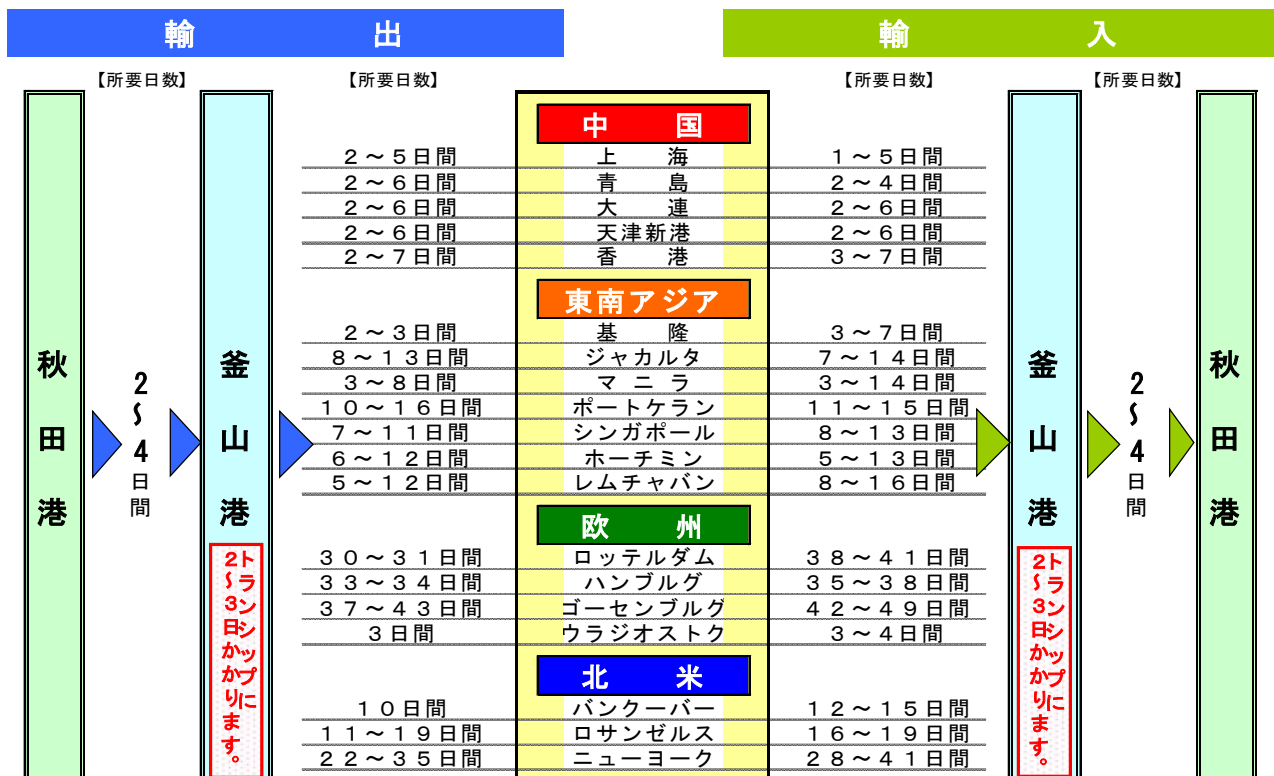 輸出
輸入
【所要日数】
【所要日数】
【所要日数】
【所要日数】
秋田港
2～4日間
釜山港
トランシップに2～3日かかります。
中国
２～５日間 上海 １～５日間
２～６日間 青島 ２～４日間
２～６日間 大連 ２～６日間
２～６日間 天津新港 ２～６日間
２～７日間 香港 ３～７日間
東南アジア
２～３日間 基隆 ３～７日間
８～１３日間 ジャカルタ ７～１４日間
３～８日間 マニラ ３～１４日間
１０～１６日間 ポートケラン １１～１５日間
７～１１日間 シンガポール ８～１３日間
６～１２日間 ホーチミン ５～１３日間
５～１２日間 レムチャバン ８～１６日間
欧州
３０～３１日間 ロッテルダム ３８～４１日間
３３～３４日間 ハンブルグ ３５～３８日間
３７～４３日間 ゴーセンブルグ ４２～４９日間
３日間 ウラジオストク ３～４日間
北米
１０日間 バンクーバー １２～１５日間
１１～１９日間 ロサンゼルス １６～１９日間
２２～３５日間 ニューヨーク ２８～４１日間
釜山港
トランシップに2～3日かかります。
2～4日間
秋田港